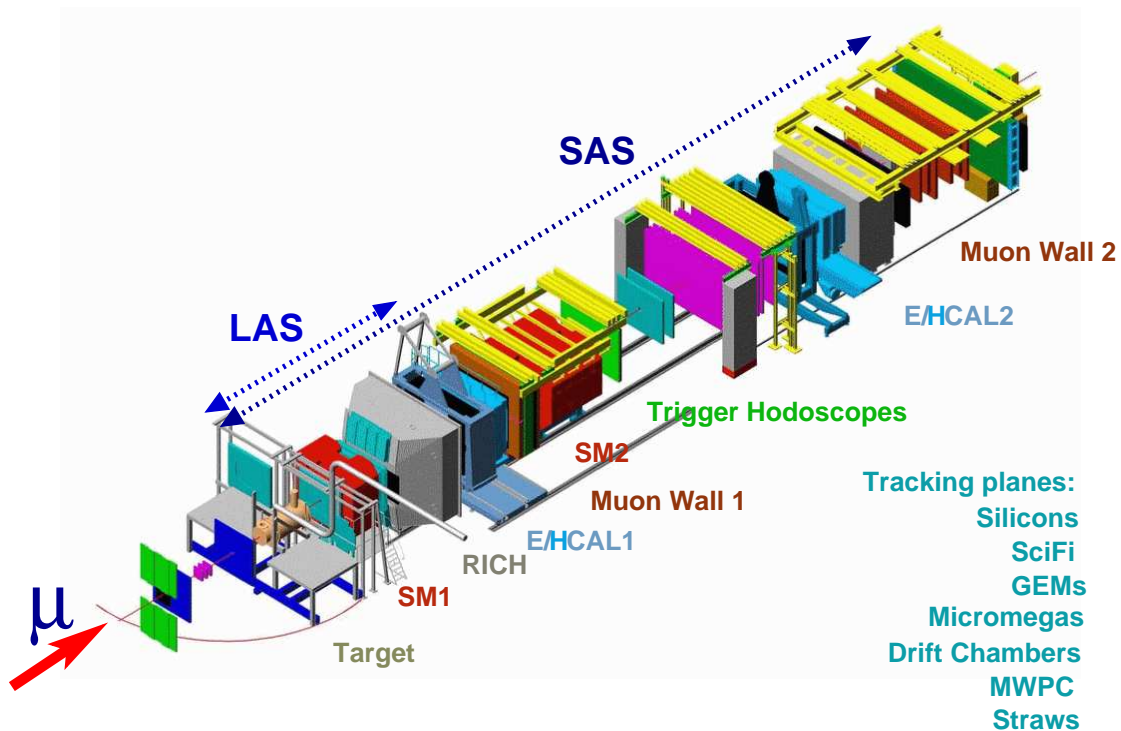 SAS
LAS
Muon Wall 2
E/HCAL2
Trigger Hodoscopes
SM2
Muon Wall 1
E/HCAL1
RICH
SM1
μ
Target
Tracking planes:
Silicons
SciFi
GEMs
Micromegas
Drift Chambers
MWPC
Straws